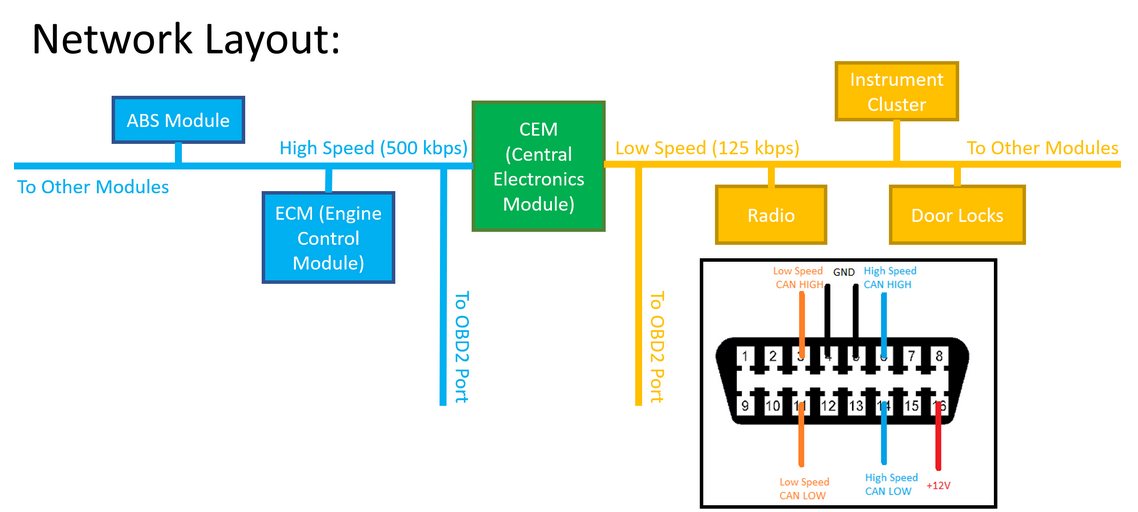 Network Layout:
ABS Module
High Speed (500 kbps)
To Other Modules
ECM (Engine
Control
Module)
To OBD2 Port
CEM
(Central
Electronics
Module)
Low Speed (125 kbps)
Instrument
Cluster
To Other Modules
Radio
Door Locks
To OBD2 Port
Low Speed
CAN HIGH
GND
High Speed
CAN HIGH
1 2 3 4 5 6 7 8
9 10 11 12 13 14 15 16
Low Speed
CAN LOW
High Speed
CAN LOW
+12V